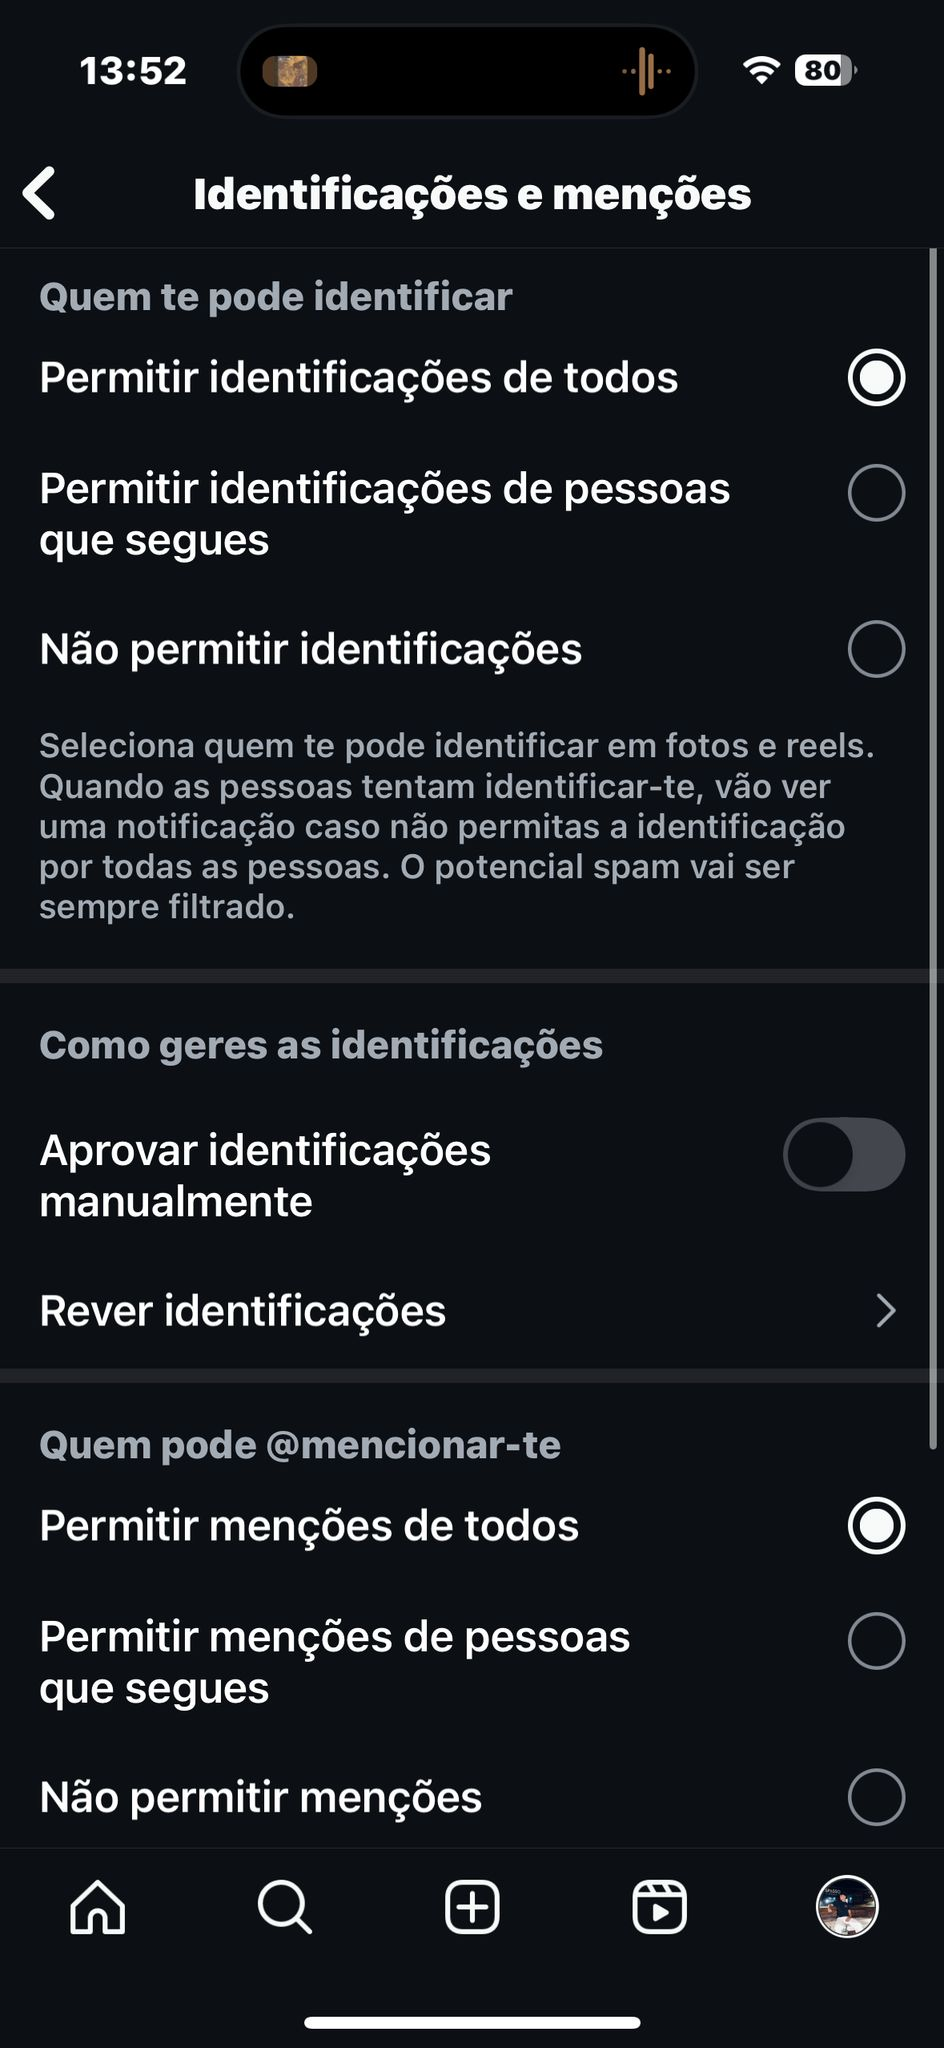 13:52
80
Identificações e menções
Quem te pode identificar
Permitir identificações de todos
Permitir identificações de pessoas
que segues
Não permitir identificações
Seleciona quem te pode identificar em fotos e reels.
Quando as pessoas tentam identificar-te, vão ver
uma notificação caso não permitas a identificação
por todas as pessoas. O potencial spam vai ser
sempre filtrado.
Como geres as identificações
Aprovar identificações
manualmente
Rever identificações
Quem pode @mencionar-te
Permitir menções de todos
Permitir menções de pessoas
que segues
Não permitir menções